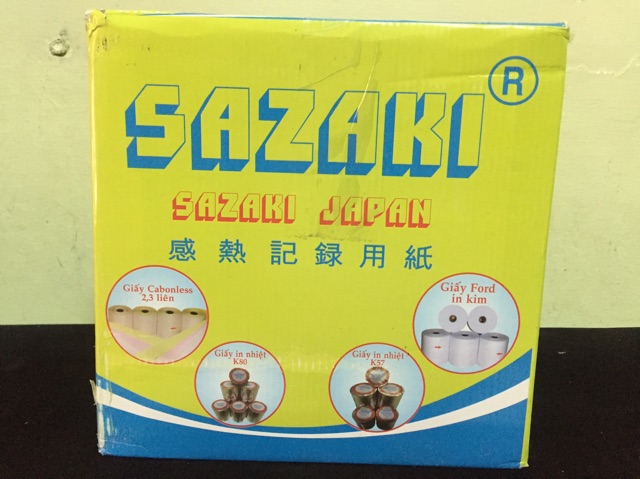 SAZAKI ®
SAZAKI JAPAN
感熱記録用紙
Giấy Cabonless
2,3 liên
Giấy Ford
in kim
Giấy in nhiệt
K80
Giấy in nhiệt
K57